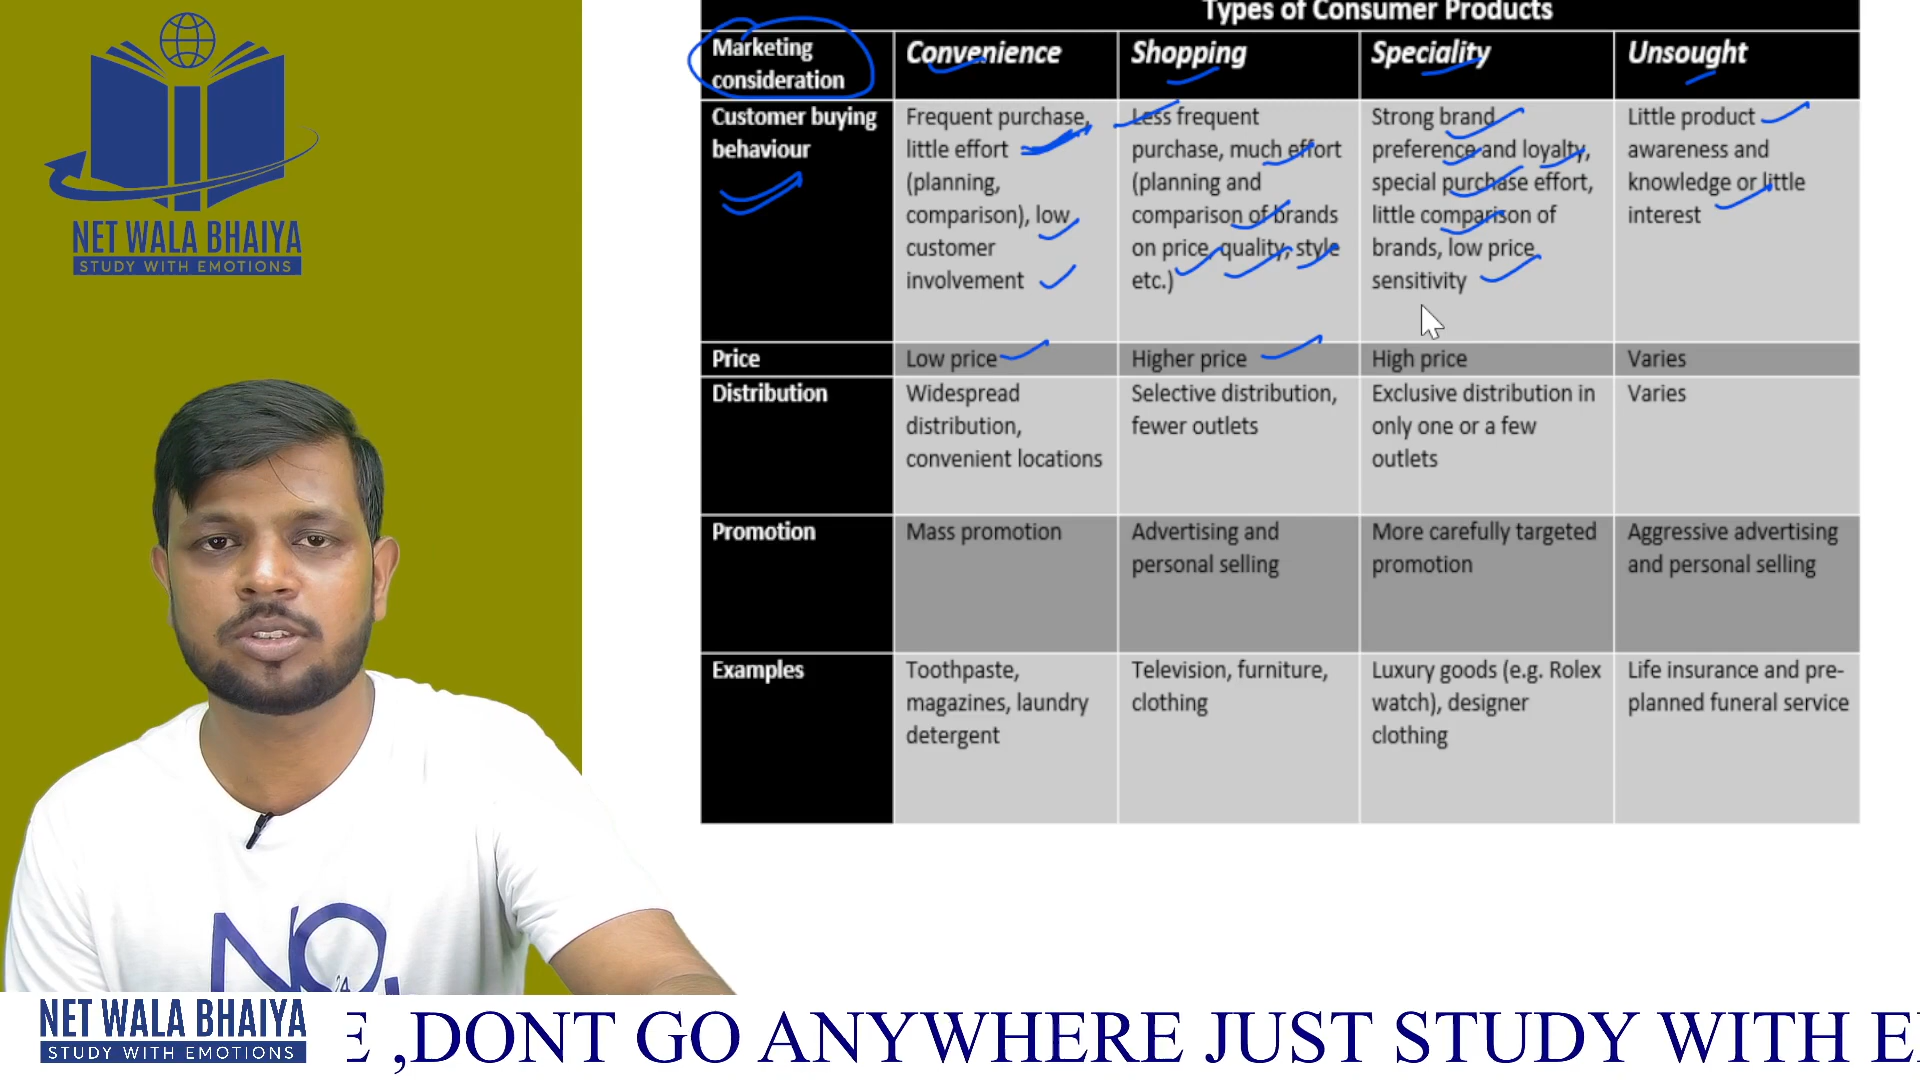 NET WALA BHAIYA
STUDY WITH EMOTIONS
Types of Consumer Products
Marketing
consideration
Convenience
Shopping
Speciality
Unsought
Customer buying
behaviour
Frequent purchase,
little effort
(planning,
comparison), low
customer
involvement
Less frequent
purchase, much effort
(planning and
comparison of brands
on price, quality, style
etc.)
Strong brand
preference and loyalty,
special purchase effort,
little comparison of
brands, low price
sensitivity
Little product
awareness and
knowledge or little
interest
Price
Low price
Higher price
High price
Varies
Distribution
Widespread
distribution,
convenient locations
Selective distribution,
fewer outlets
Exclusive distribution in
only one or a few
outlets
Varies
Promotion
Mass promotion
Advertising and
personal selling
More carefully targeted
promotion
Aggressive advertising
and personal selling
Examples
Toothpaste,
magazines, laundry
detergent
Television, furniture,
clothing
Luxury goods (e.g. Rolex
watch), designer
clothing
Life insurance and pre-
planned funeral service
NO.
NET WALA BHAIYA
STUDY WITH EMOTIONS
E ,DONT GO ANYWHERE JUST STUDY WITH